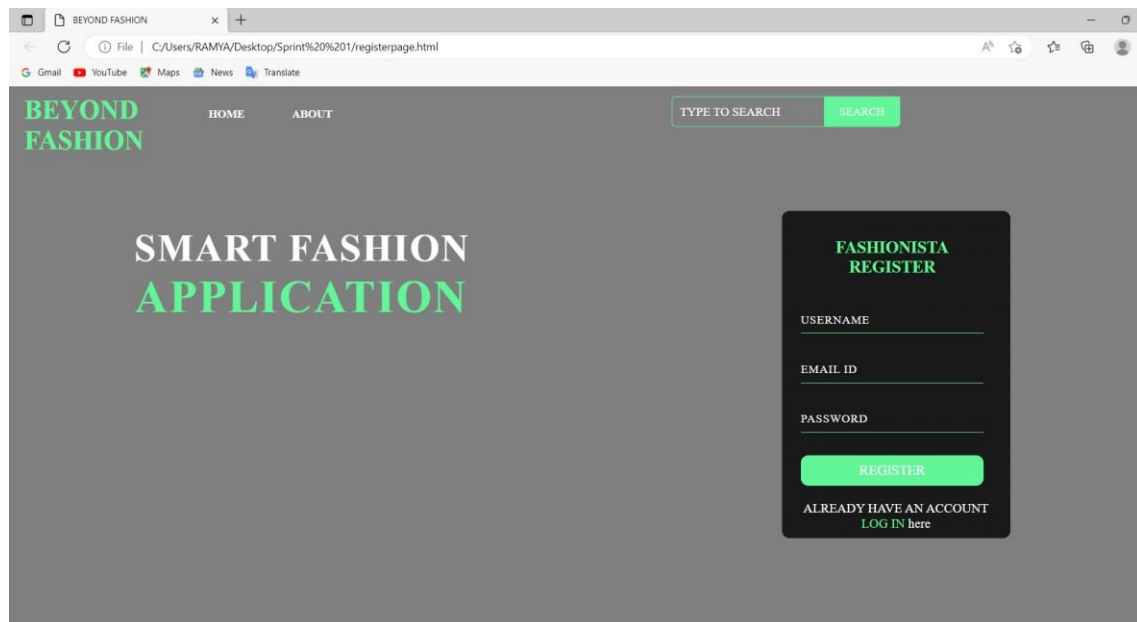 BEYOND FASHION
File | C:/Users/RAMYA/Desktop/Sprint%20%201/registerpage.html
Gmail YouTube Maps News Translate
BEYOND
FASHION
HOME ABOUT
TYPE TO SEARCH SEARCH
SMART FASHION
APPLICATION
FASHIONISTA
REGISTER
USERNAME
EMAIL ID
PASSWORD
REGISTER
ALREADY HAVE AN ACCOUNT
LOG IN here